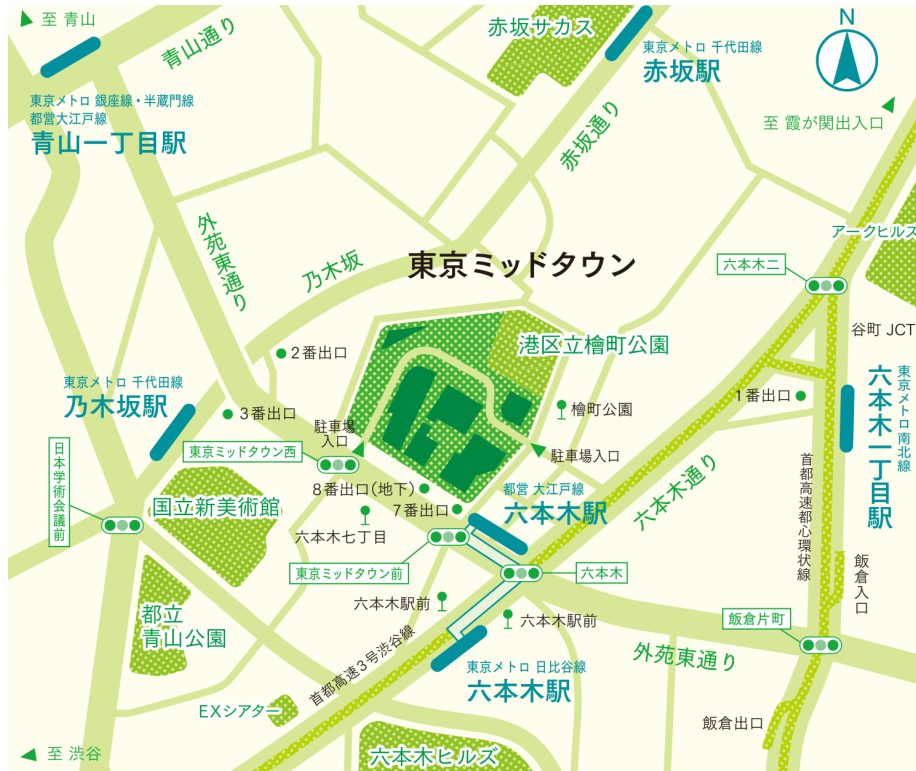 至 青山
青山通り
赤坂サカス
東京メトロ 千代田線
赤坂駅
N
東京メトロ 銀座線・半蔵門線
都営大江戸線
青山一丁目駅
赤坂通り
至 霞が関出入口
外苑東通り
乃木坂
東京ミッドタウン
アークヒルズ
六本木二
谷町 JCT
港区立檜町公園
2番出口
東京メトロ 千代田線
乃木坂駅
3番出口
駐車場
入口
檜町公園
1番出口
東京メトロ 南北線
六本木一丁目駅
東京ミッドタウン西
駐車場入口
日本学術会議前
国立新美術館
8番出口(地下)
7番出口
都営 大江戸線
六本木駅
六本木通り
首都高速都心環状線
六本木七丁目
東京ミッドタウン前
六本木
飯倉入口
都立
青山公園
六本木駅前
六本木駅前
飯倉片町
首都高速3号渋谷線
東京メトロ 日比谷線
六本木駅
外苑東通り
EXシアター
飯倉出口
至 渋谷
六本木ヒルズ